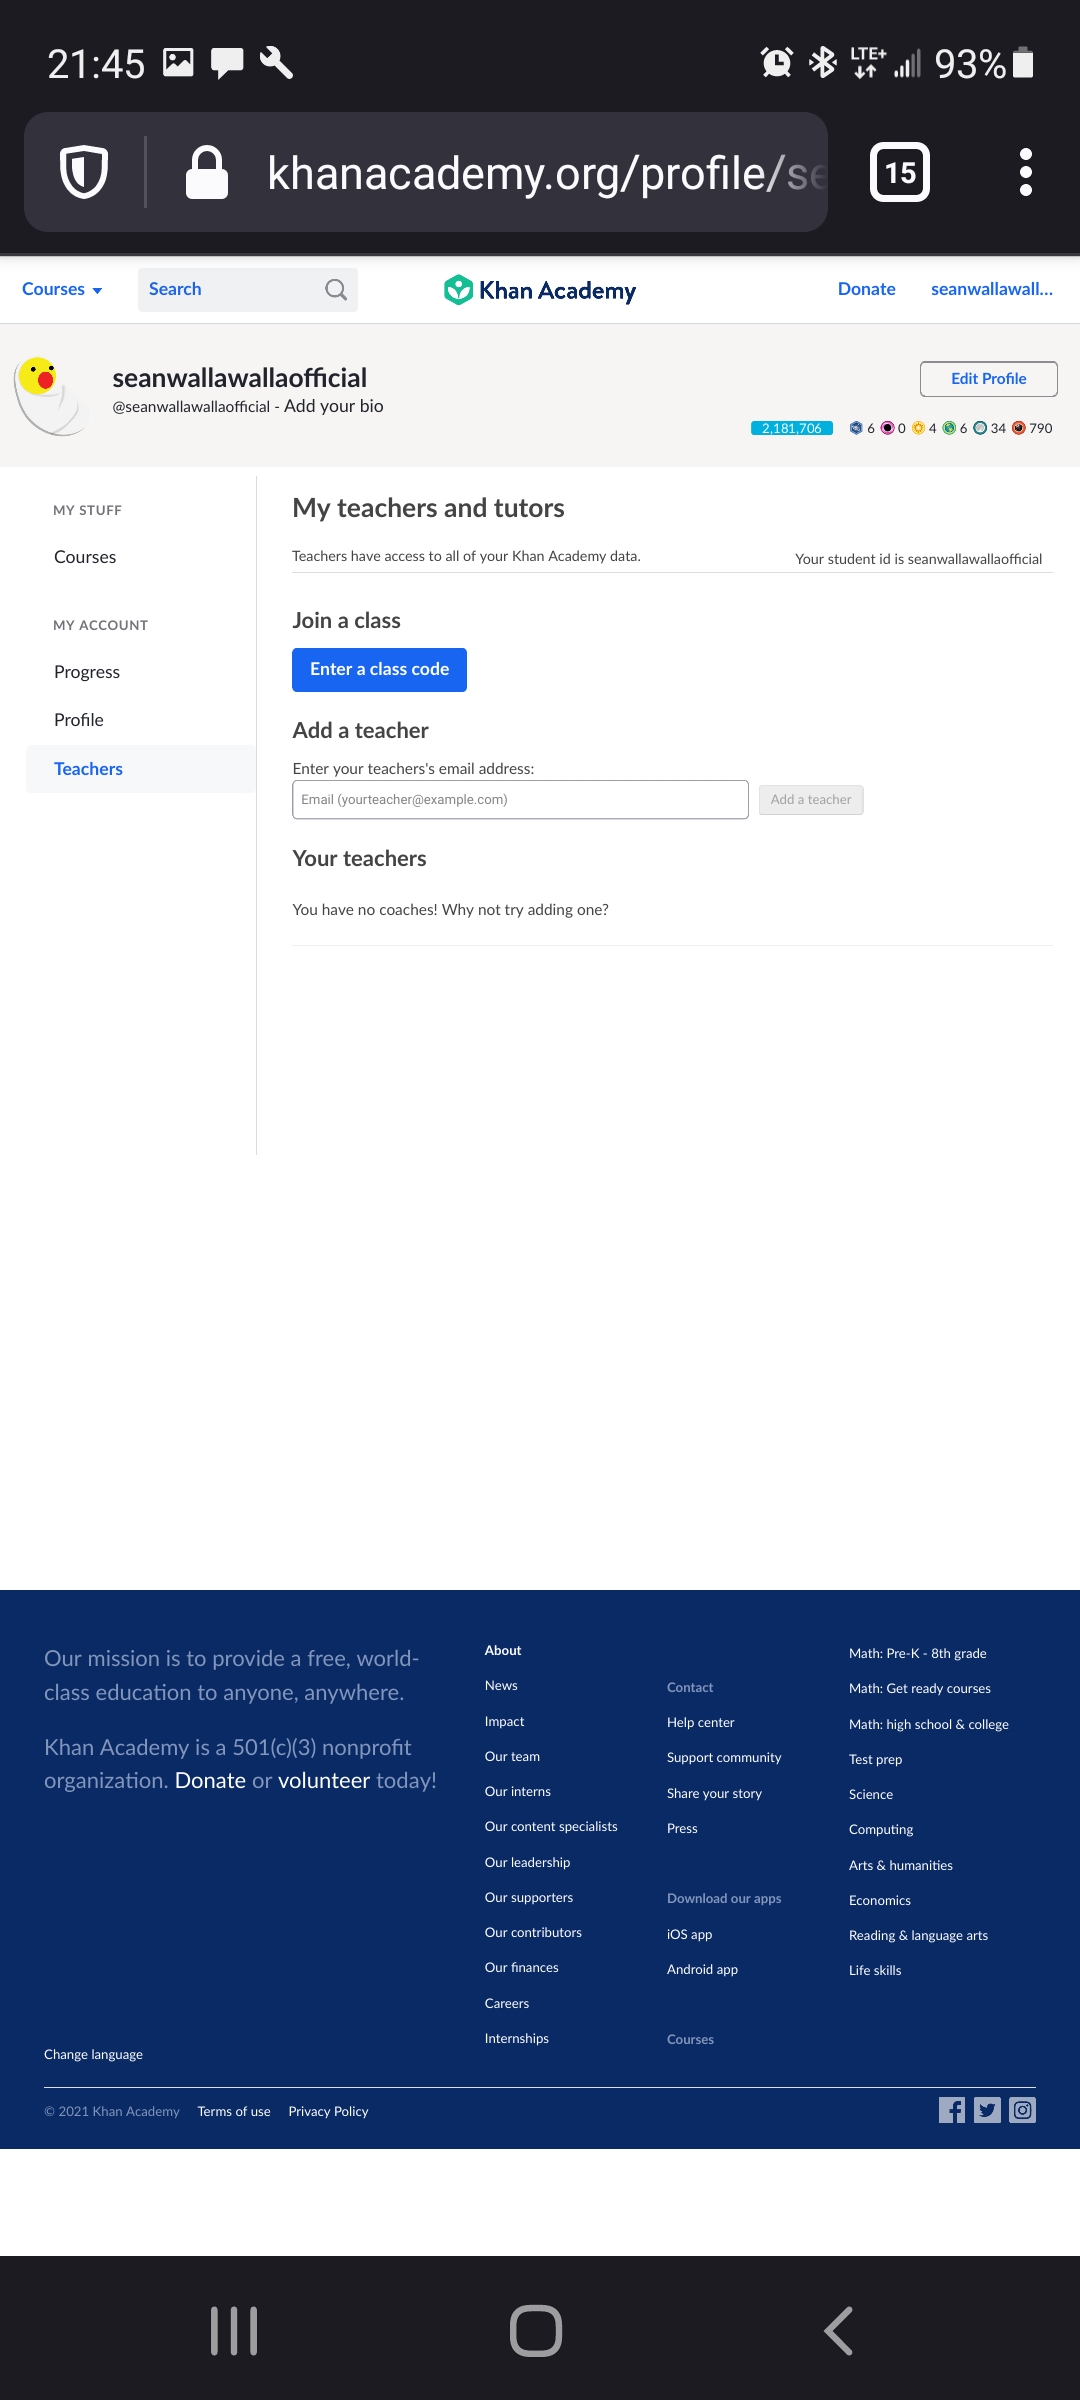 21:45
LTE+ 93%
khanacademy.org/profile/se
15
Courses
Search
Khan Academy
Donate
seanwallawall...
seanwallawallaofficial
@seanwallawallaofficial - Add your bio
Edit Profile
2,181,706 6 0 4 6 34 790
MY STUFF
Courses
MY ACCOUNT
Progress
Profile
Teachers
My teachers and tutors
Teachers have access to all of your Khan Academy data.
Your student id is seanwallawallaofficial
Join a class
Enter a class code
Add a teacher
Enter your teachers's email address:
Email (yourteacher@example.com)
Add a teacher
Your teachers
You have no coaches! Why not try adding one?
Our mission is to provide a free, world-
class education to anyone, anywhere.
Khan Academy is a 501(c)(3) nonprofit
organization. Donate or volunteer today!
About
News
Impact
Our team
Our interns
Our content specialists
Our leadership
Our supporters
Our contributors
Our finances
Careers
Internships
Contact
Help center
Support community
Share your story
Press
Download our apps
iOS app
Android app
Courses
Math: Pre-K - 8th grade
Math: Get ready courses
Math: high school & college
Test prep
Science
Computing
Arts & humanities
Economics
Reading & language arts
Life skills
Change language
© 2021 Khan Academy Terms of use Privacy Policy